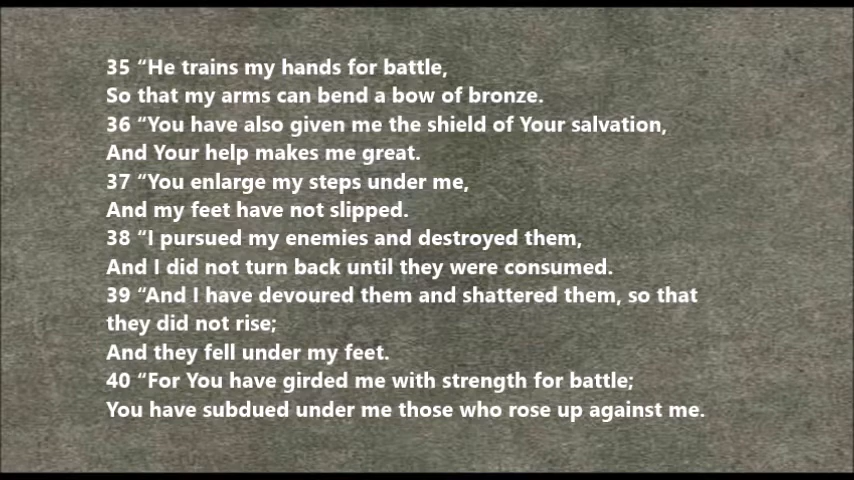 35 “He trains my hands for battle,
So that my arms can bend a bow of bronze.
36 “You have also given me the shield of Your salvation,
And Your help makes me great.
37 “You enlarge my steps under me,
And my feet have not slipped.
38 “I pursued my enemies and destroyed them,
And I did not turn back until they were consumed.
39 “And I have devoured them and shattered them, so that
they did not rise;
And they fell under my feet.
40 “For You have girded me with strength for battle;
You have subdued under me those who rose up against me.